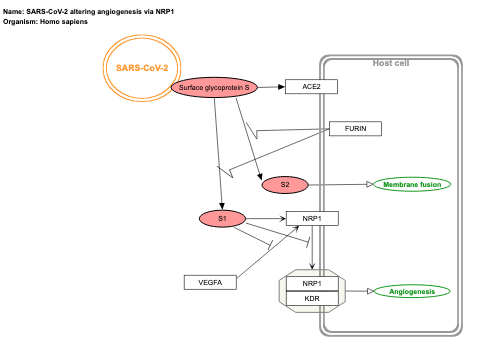 Name: SARS-CoV-2 altering angiogenesis via NRP1
Organism: Homo sapiens
Host cell
SARS-CoV-2
Surface glycoprotein S
ACE2
FURIN
S2
Membrane fusion
S1
NRP1
VEGFA
NRP1
KDR
Angiogenesis